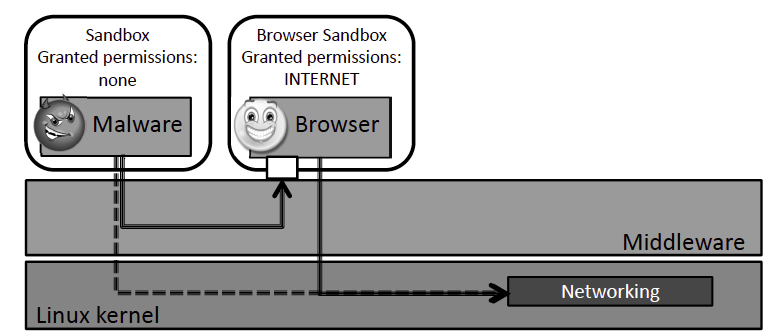 Sandbox
Granted permissions:
none
Malware
Browser Sandbox
Granted permissions:
INTERNET
Browser
Middleware
Networking
Linux kernel